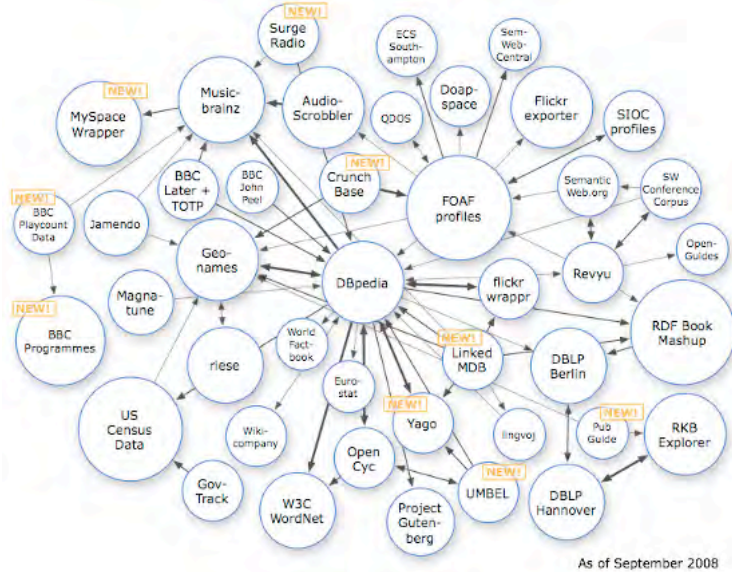 NEW!
Surge
Radio
ECS
South-
ampton
Sem-
Web-
Central
NEW!
MySpace
Wrapper
Music-
brainz
Audio-
Scrobbler
QDOS
Doap-
space
Flickr
exporter
SIOC
profiles
NEW!
BBC
Playcount
Data
Jamendo
BBC
Later +
TOTP
BBC
John
Peel
NEW!
Crunch
Base
FOAF
profiles
Semantic
Web.org
SW
Conference
Corpus
Geo-
names
DBpedia
flickr
wrappr
Revyu
Open-
Guides
NEW!
BBC
Programmes
Magna-
tune
riese
World
Fact-
book
NEW!
Linked
MDB
DBLP
Berlin
RDF Book
Mashup
US
Census
Data
Wiki-
company
Euro-
stat
NEW!
Yago
lingvoj
NEW!
Pub
Guide
RKB
Explorer
Gov-
Track
W3C
WordNet
Open
Cyc
Project
Guten-
berg
NEW!
UMBEL
DBLP
Hannover
As of September 2008